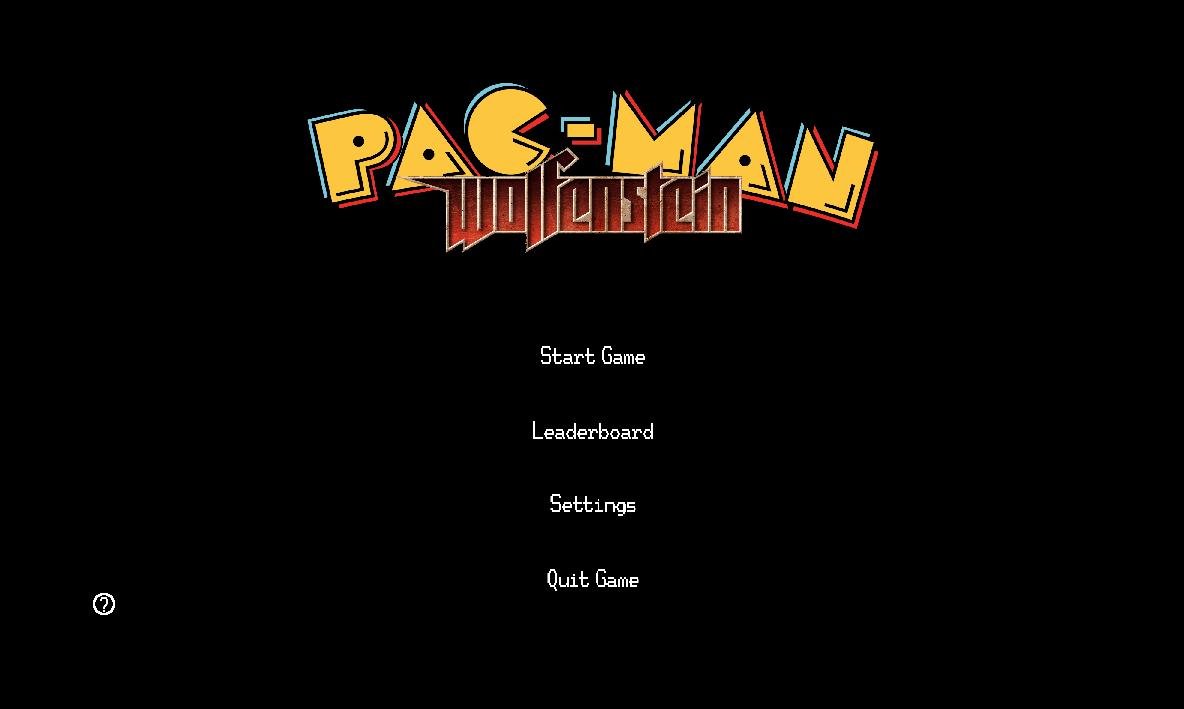 PAC-MAN
Wolfenstein
Start Game
Leaderboard
Settings
Quit Game
?